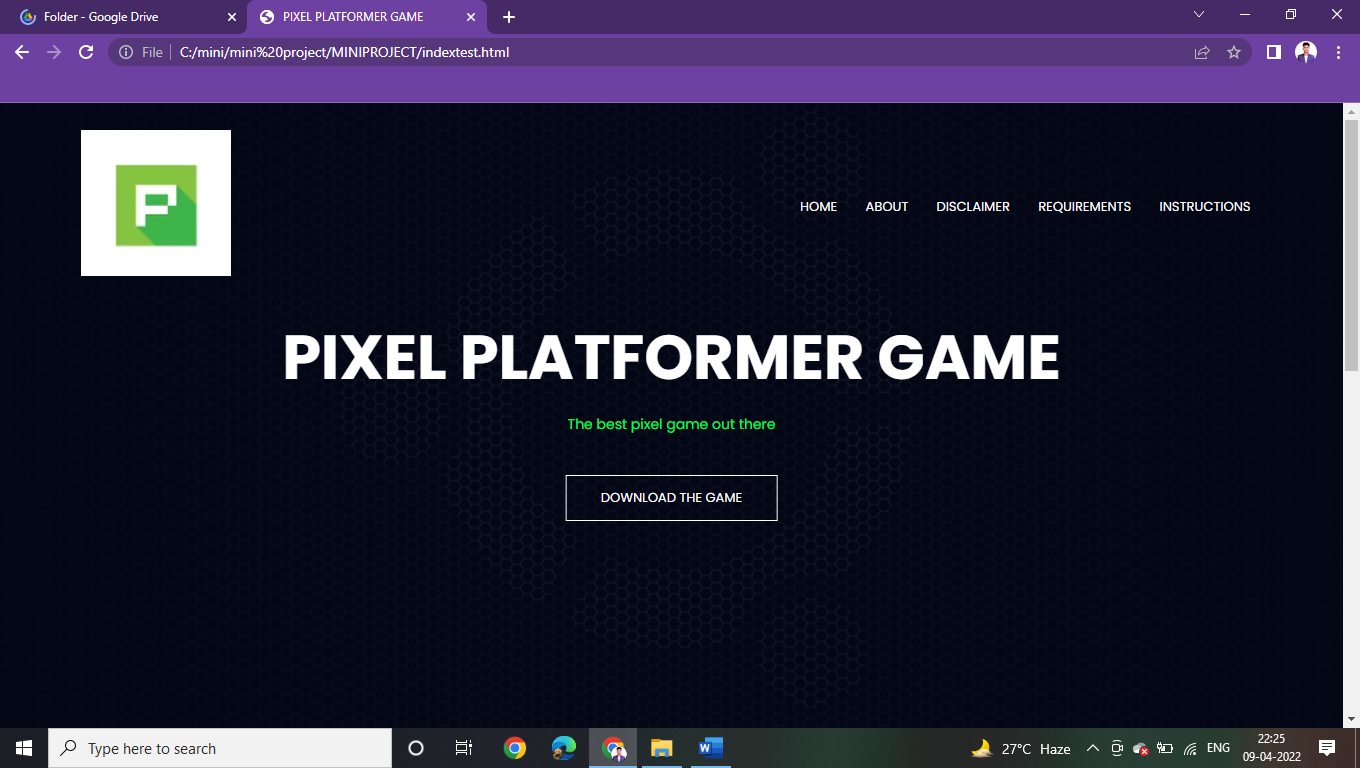 Folder - Google Drive
PIXEL PLATFORMER GAME
File
C:/mini/mini%20project/MINIPROJECT/indextest.html
P
HOME ABOUT DISCLAIMER REQUIREMENTS INSTRUCTIONS
PIXEL PLATFORMER GAME
The best pixel game out there
DOWNLOAD THE GAME
Type here to search
W
27°C Haze
ENG
22:25
09-04-2022